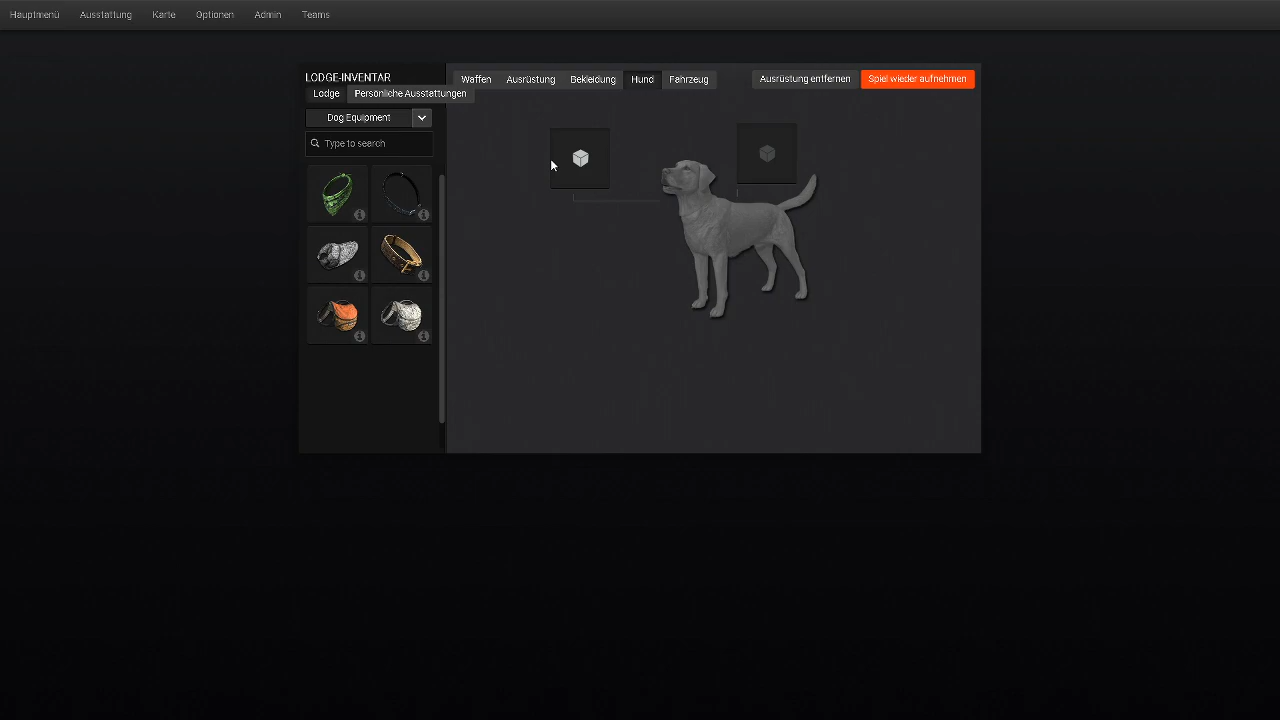 Hauptmenü Ausstattung Karte Optionen Admin Teams
LODGE-INVENTAR
Waffen Ausrüstung Bekleidung Hund Fahrzeug Ausrüstung entfernen Spiel wieder aufnehmen
Lodge Persönliche Ausstattungen
Dog Equipment
Type to search